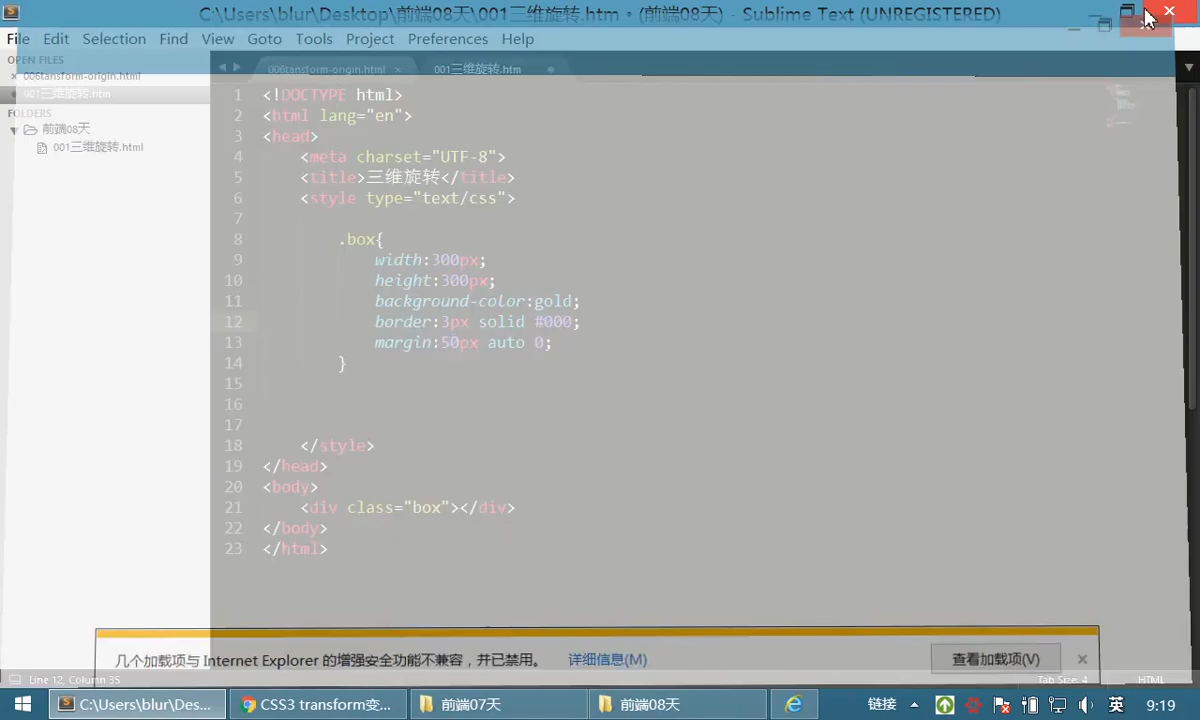 C:\Users\blur\Desktop\前端08天\001三维旋转.htm • (前端08天) - Sublime Text (UNREGISTERED)
File Edit Selection Find View Goto Tools Project Preferences Help
OPEN FILES
006tansform-origin.html
001三维旋转.htm
FOLDERS
前端08天
001三维旋转.html
006tansform-origin.html 001三维旋转.htm
1 <!DOCTYPE html>
2 <html lang="en">
3 <head>
4 <meta charset="UTF-8">
5 <title>三维旋转</title>
6 <style type="text/css">
7
8 .box{
9 width:300px;
10 height:300px;
11 background-color:gold;
12 border:3px solid #000;
13 margin:50px auto 0;
14 }
15
16
17
18 </style>
19 </head>
20 <body>
21 <div class="box"></div>
22 </body>
23 </html>
几个加载项与 Internet Explorer 的增强安全功能不兼容，并已禁用。 详细信息(M) 查看加载项(V)
Line 12, Column 35 Tab Size: 4 HTML
C:\Users\blur\Des... CSS3 transform变... 前端07天 前端08天 链接 英 9:19